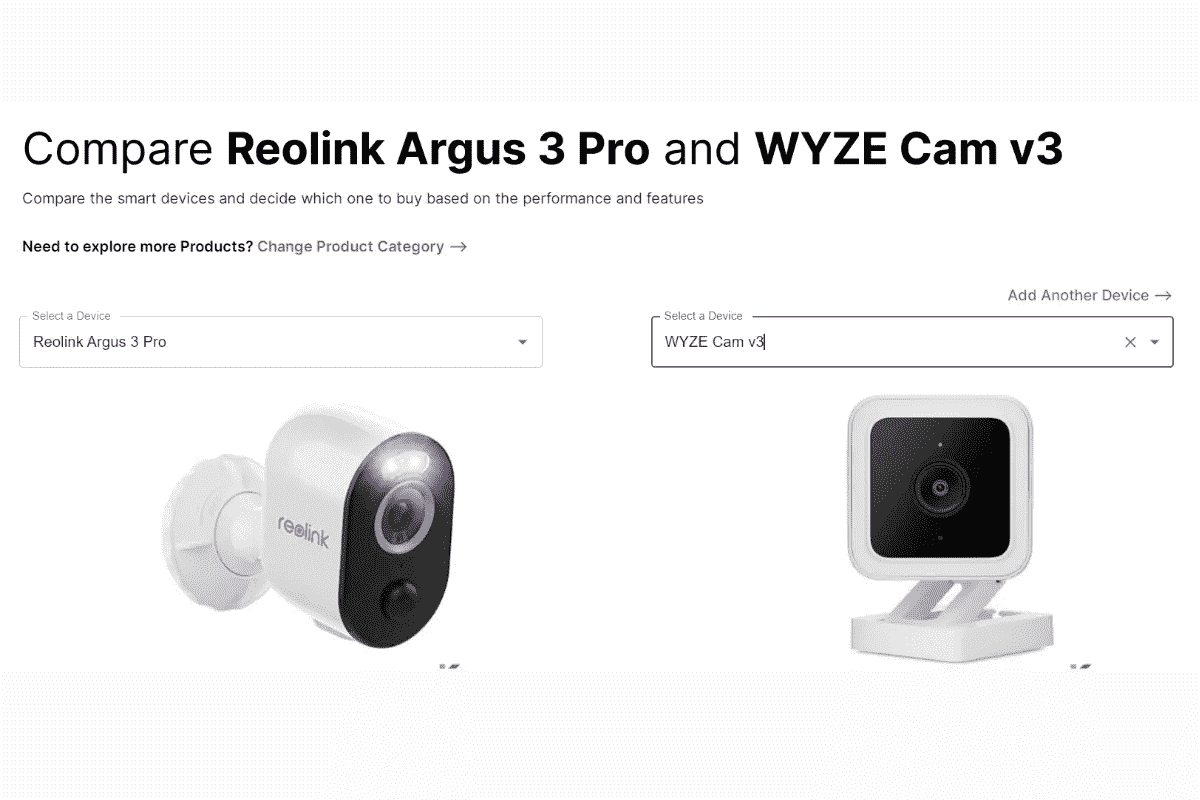 Compare Reolink Argus 3 Pro and WYZE Cam v3
Compare the smart devices and decide which one to buy based on the performance and features
Need to explore more Products? Change Product Category →
Add Another Device →
Select a Device
Reolink Argus 3 Pro
Select a Device
WYZE Cam v3
reolink